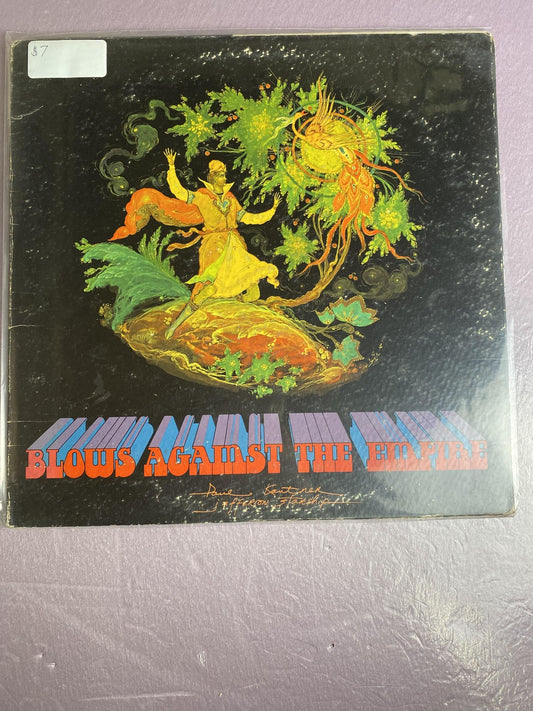 $7
BLOWS AGAINST THE EMPIRE
Paul Kantner
Jefferson Starship